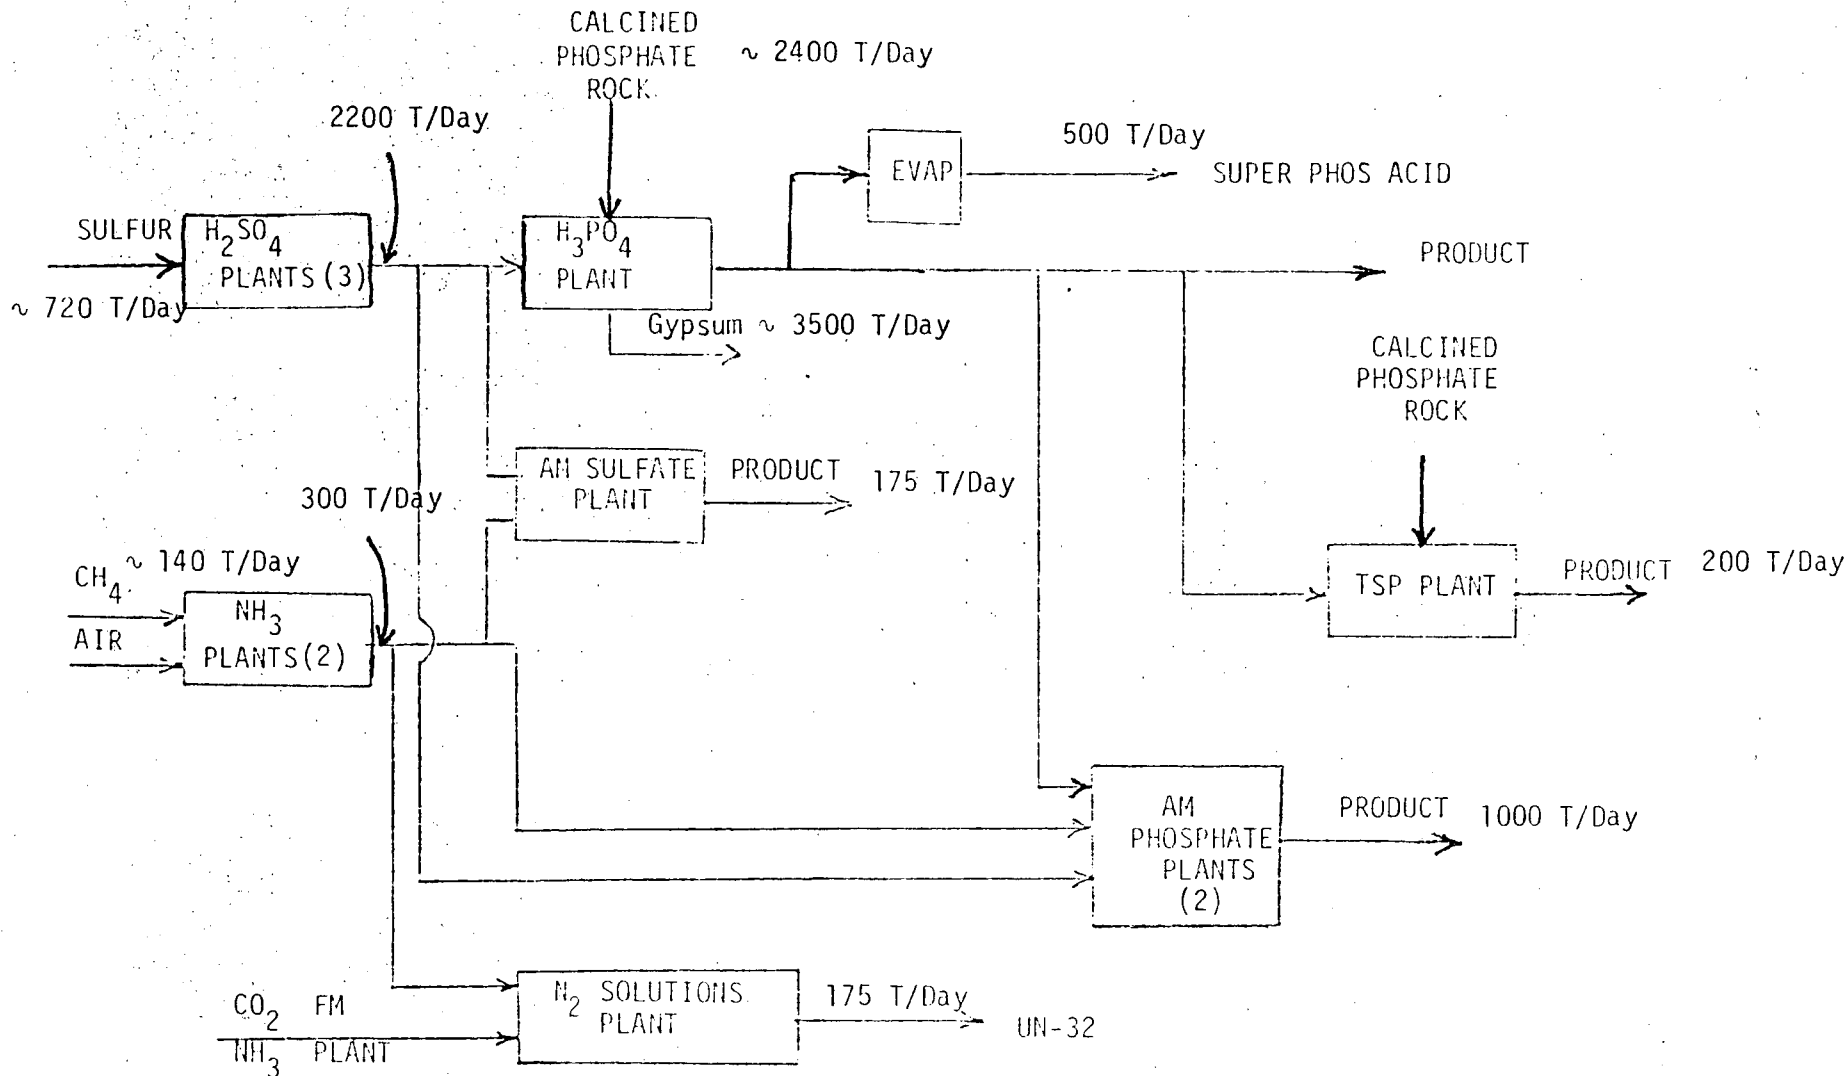 CALCINED
PHOSPHATE
ROCK
~ 2400 T/Day
2200 T/Day
500 T/Day
EVAP
SUPER PHOS ACID
SULFUR
~ 720 T/Day
H2SO4
PLANTS(3)
H3PO4
PLANT
PRODUCT
Gypsum ~ 3500 T/Day
CALCINED
PHOSPHATE
ROCK
AM SULFATE
PLANT
PRODUCT
175 T/Day
300 T/Day
CH4
~ 140 T/Day
AIR
NH3
PLANTS(2)
TSP PLANT
PRODUCT
200 T/Day
AM
PHOSPHATE
PLANTS
(2)
PRODUCT
1000 T/Day
CO2 FM
NH3 PLANT
N2 SOLUTIONS
PLANT
175 T/Day
UN-32